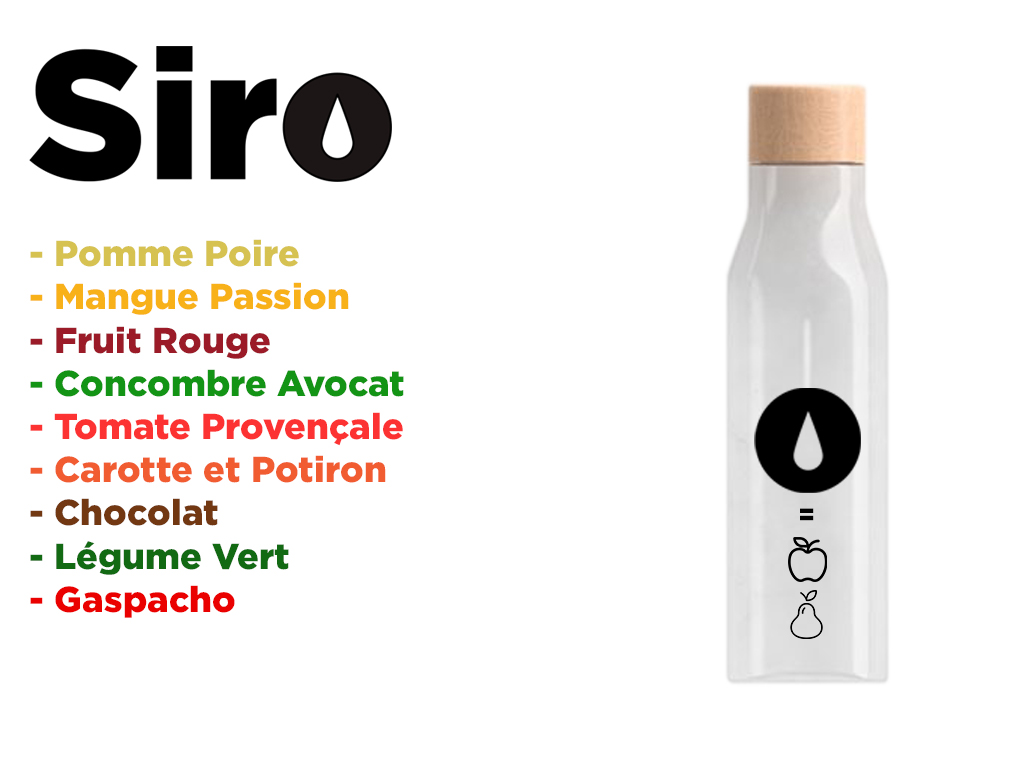 Siro
- Pomme Poire
- Mangue Passion
- Fruit Rouge
- Concombre Avocat
- Tomate Provençale
- Carotte et Potiron
- Chocolat
- Légume Vert
- Gaspacho
=